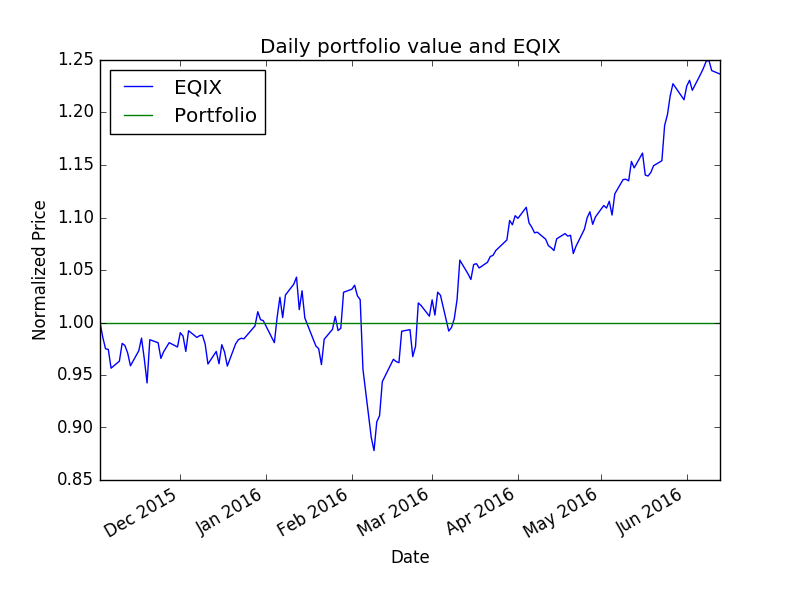 Daily portfolio value and EQIX
EQIX
Portfolio
1.25
1.20
1.15
1.10
1.05
1.00
0.95
0.90
0.85
Normalized Price
Dec 2015
Jan 2016
Feb 2016
Mar 2016
Apr 2016
May 2016
Jun 2016
Date